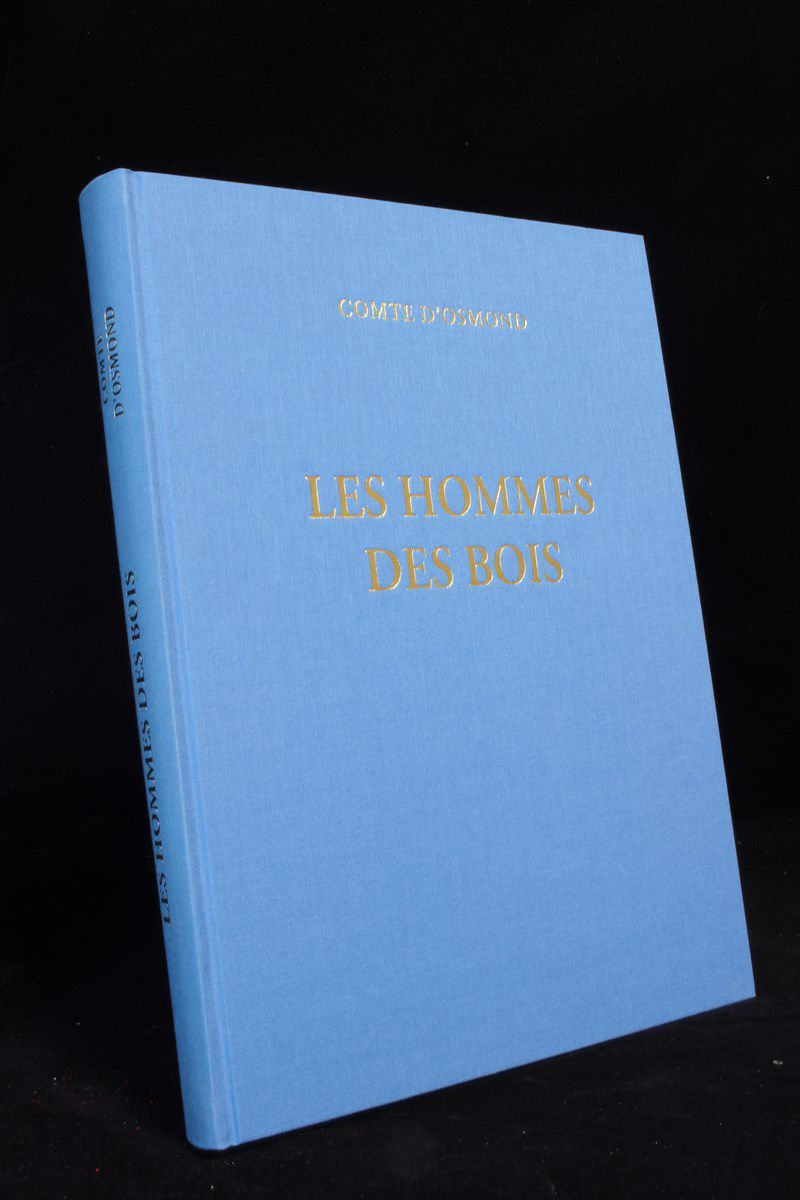 COMTE D'OSMOND
LES HOMMES
DES BOIS
COMTE
D'OSMOND
LES HOMMES DES BOIS